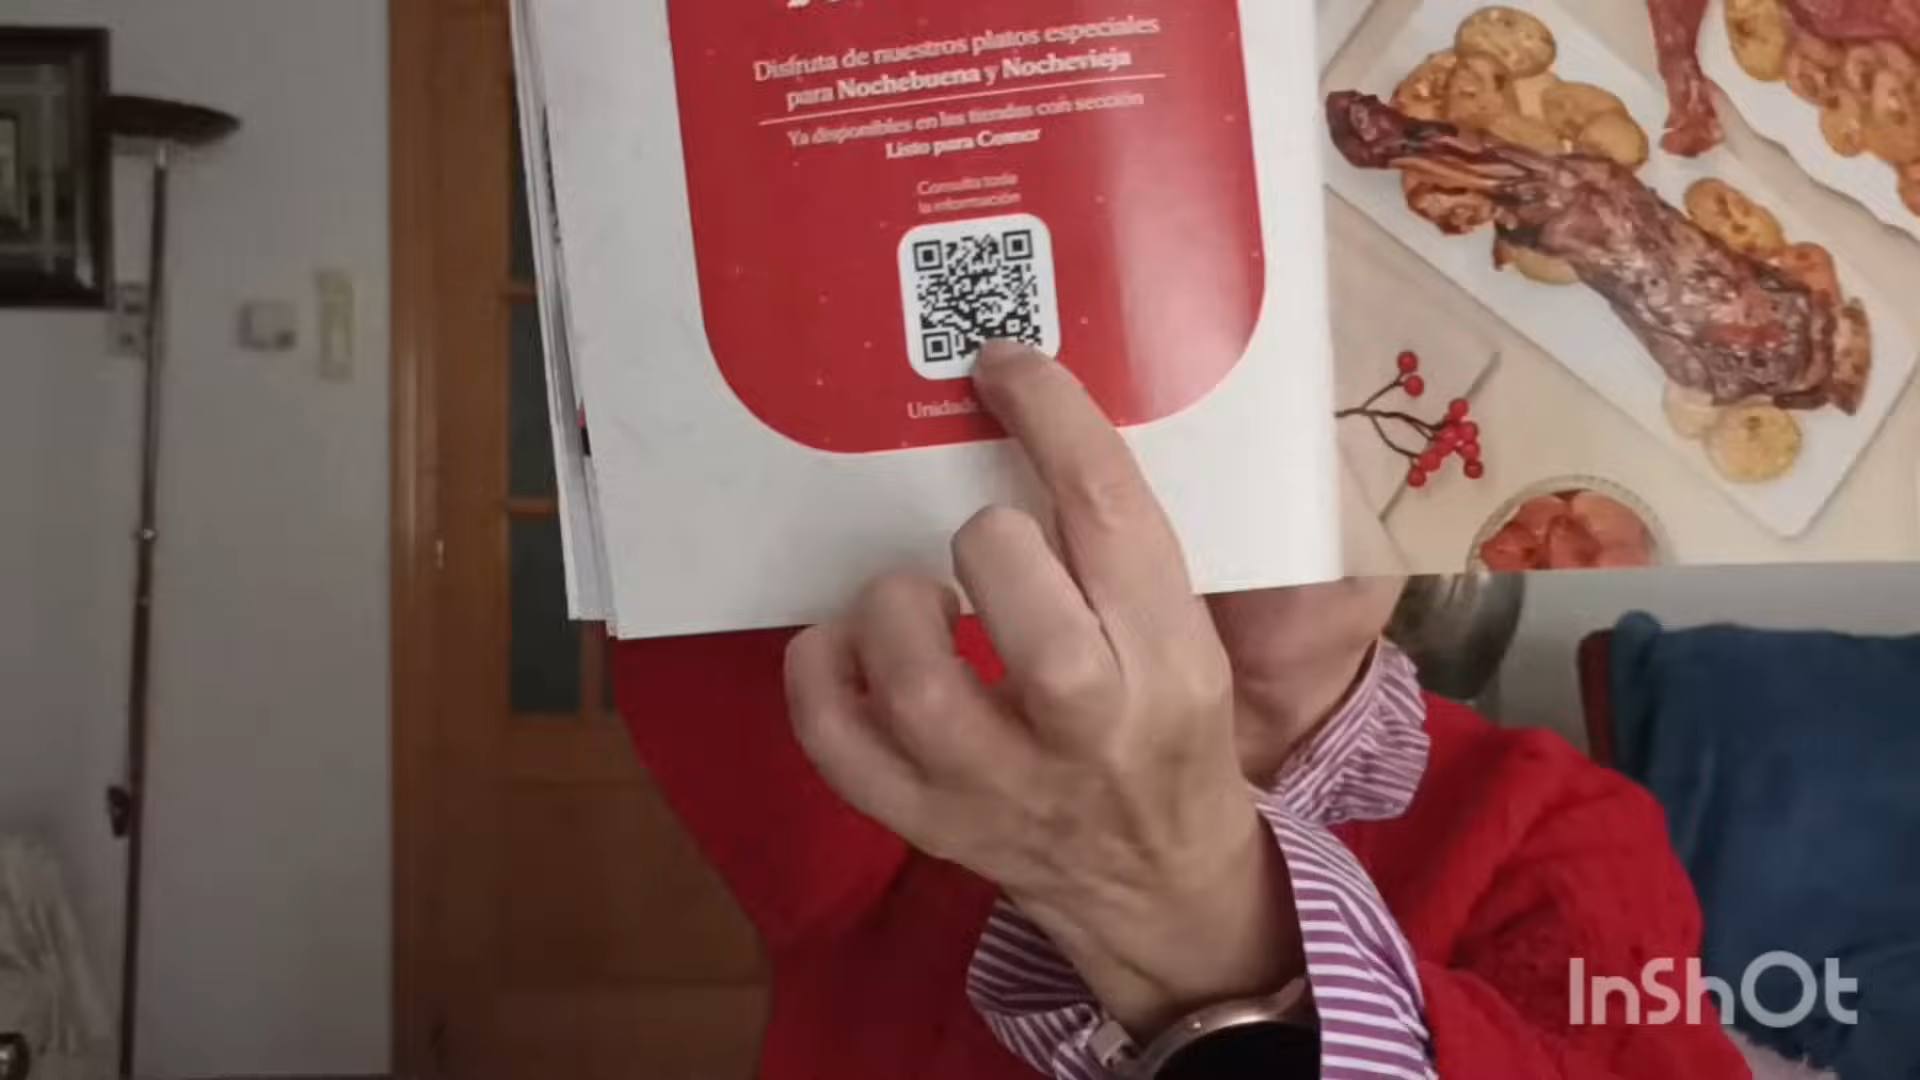 Disfruta de nuestros platos especiales
para Nochebuena y Nochevieja
Ya disponibles en las tiendas con sección
Listo para Comer
Consulta toda
la información
InShOt